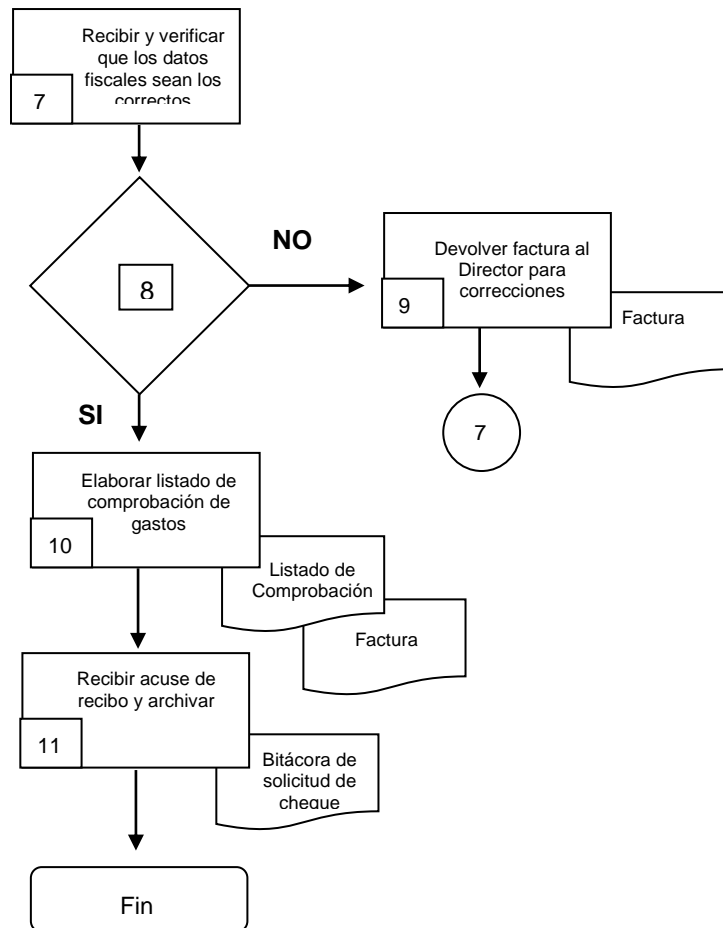 Recibir y verificar
que los datos
fiscales sean los
correctos
7
8
NO
Devolver factura al
Director para
correcciones
9
Factura
7
SI
Elaborar listado de
comprobación de
gastos
10
Listado de
Comprobación
Factura
Recibir acuse de
recibo y archivar
11
Bitácora de
solicitud de
cheque
Fin